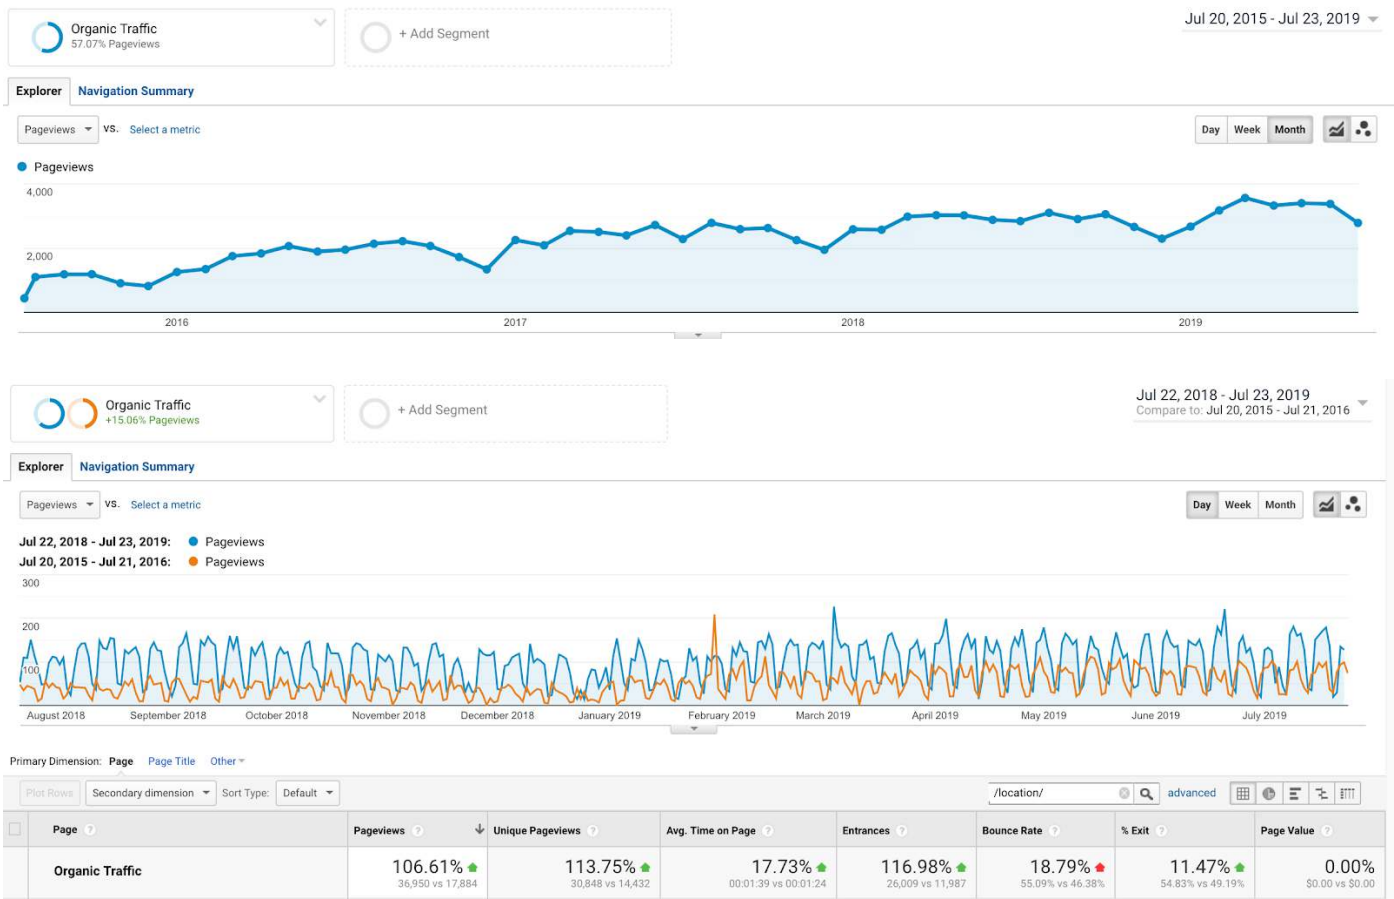 Organic Traffic
57.07% Pageviews
+ Add Segment
Jul 20, 2015 - Jul 23, 2019
Explorer Navigation Summary
Pageviews VS. Select a metric
Day Week Month
Pageviews
4,000
2,000
2016 2017 2018 2019
Organic Traffic
+15.06% Pageviews
+ Add Segment
Jul 22, 2018 - Jul 23, 2019
Compare to: Jul 20, 2015 - Jul 21, 2016
Explorer Navigation Summary
Pageviews VS. Select a metric
Day Week Month
Jul 22, 2018 - Jul 23, 2019: Pageviews
Jul 20, 2015 - Jul 21, 2016: Pageviews
300
200
100
August 2018 September 2018 October 2018 November 2018 December 2018 January 2019 February 2019 March 2019 April 2019 May 2019 June 2019 July 2019
Primary Dimension: Page Page Title Other
Plot Rows Secondary dimension Sort Type: Default /location/ advanced
Page ? Pageviews ? Unique Pageviews ? Avg. Time on Page ? Entrances ? Bounce Rate ? % Exit ? Page Value ?
Organic Traffic 106.61% 113.75% 17.73% 116.98% 18.79% 11.47% 0.00%
36,950 vs 17,884 30,848 vs 14,432 00:01:39 vs 00:01:24 26,009 vs 11,987 55.09% vs 46.38% 54.83% vs 49.19% $0.00 vs $0.00